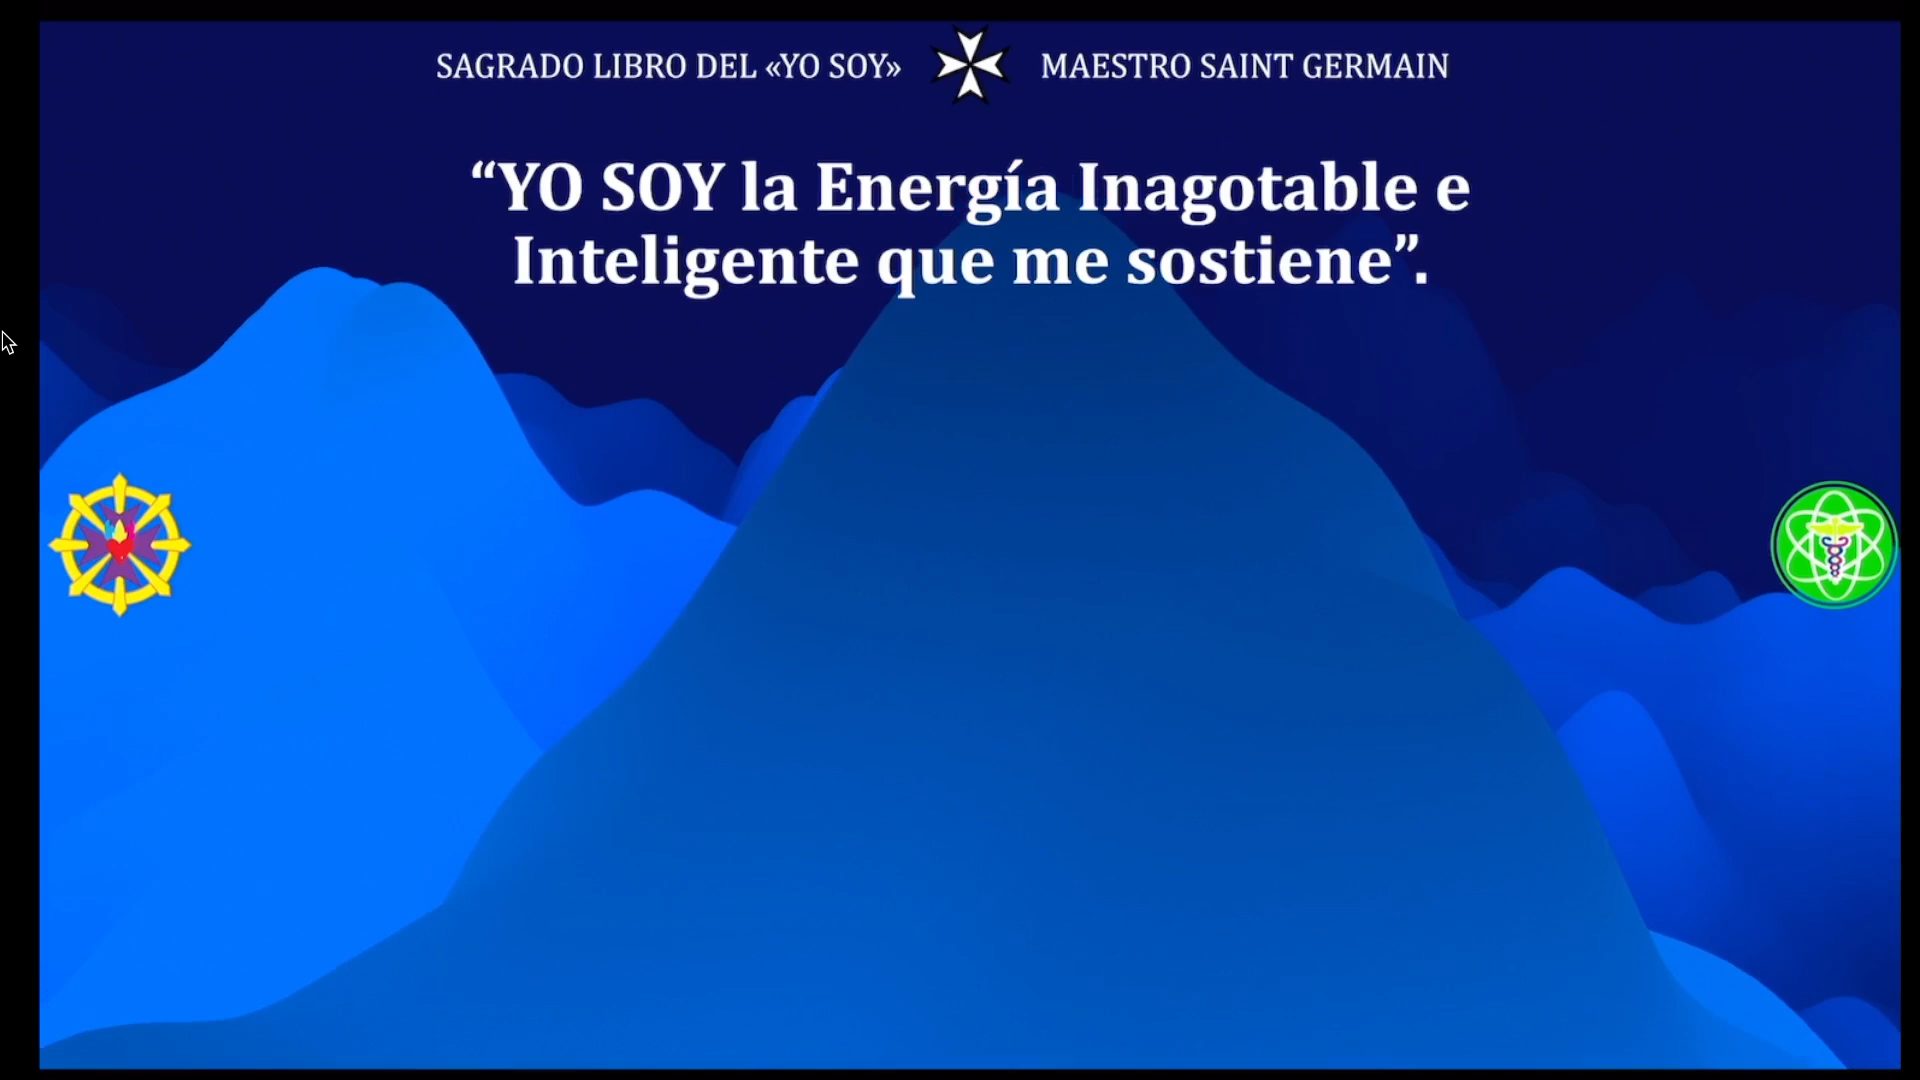 SAGRADO LIBRO DEL «YO SOY» MAESTRO SAINT GERMAIN
“YO SOY la Energía Inagotable e
Inteligente que me sostiene”.